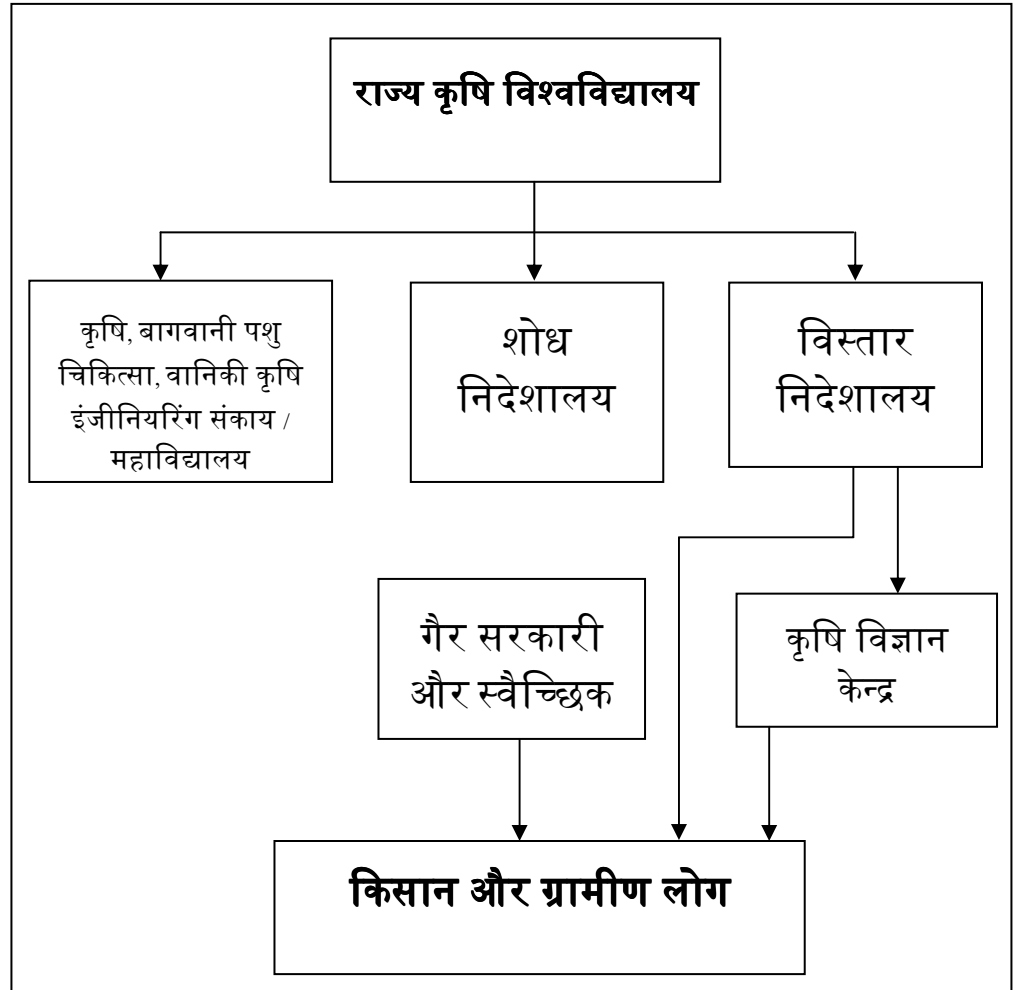 राज्य कृषि विश्वविद्यालय
कृषि, बागवानी पशु
चिकित्सा, वानिकी कृषि
इंजीनियरिंग संकाय /
महाविद्यालय
शोध
निदेशालय
विस्तार
निदेशालय
गैर सरकारी
और स्वैच्छिक
कृषि विज्ञान
केन्द्र
किसान और ग्रामीण लोग